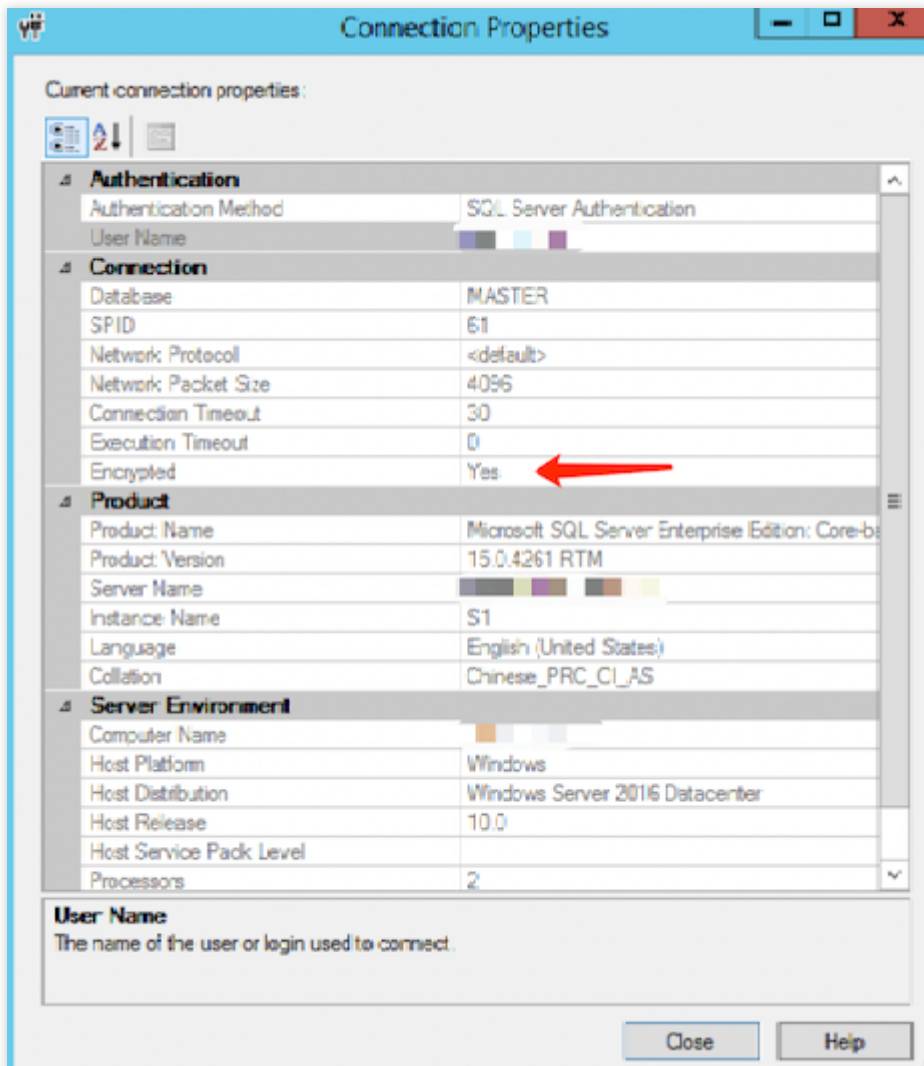 Connection Properties
Current connection properties:
Authentication
Authentication Method SQL Server Authentication
User Name
Connection
Database MASTER
SPID 61
Network Protocol <default>
Network Packet Size 4096
Connection Timeout 30
Execution Timeout 0
Encrypted Yes
Product
Product Name Microsoft SQL Server Enterprise Edition: Core-ba
Product Version 15.0.4261 RTM
Server Name
Instance Name S1
Language English (United States)
Collation Chinese_PRC_CI_AS
Server Environment
Computer Name
Host Platform Windows
Host Distribution Windows Server 2016 Datacenter
Host Release 10.0
Host Service Pack Level
Processors 2
User Name
The name of the user or login used to connect.
Close Help